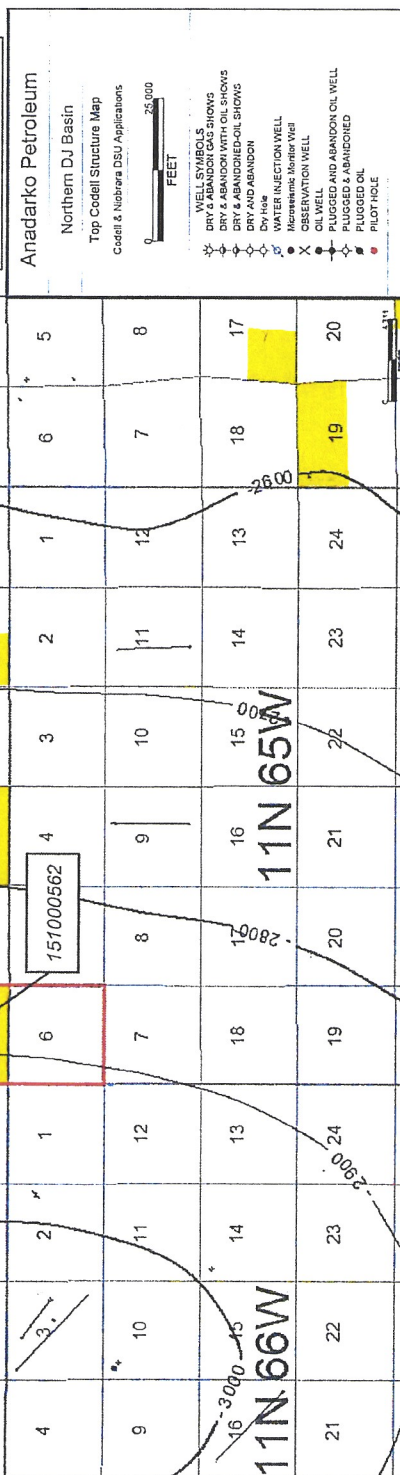 151000562
4 3 2 1 6 4 3 2 1 6 5
9 10 11 12 7 8 9 10 11 12 7 8
-3000 -2800 -2700 -2600
16 15 14 13 18 17 16 15 14 13 18 17
11N 66W 11N 65W
-2900
21 22 23 24 19 20 21 22 23 24 19 20
Anadarko Petroleum
Northern DJ Basin
Top Codell Structure Map
Codell & Niobrara DSU Applications
0 25,000
FEET
WELL SYMBOLS
DRY & ABANDON GAS SHOWS
DRY & ABANDON WITH OIL SHOWS
DRY & ABANDONED-OIL SHOWS
DRY AND ABANDON
Dry Hole
WATER INJECTION WELL
Microseismic Monitor Well
OBSERVATION WELL
OIL WELL
PLUGGED AND ABANDON OIL WELL
PLUGGED & ABANDONED
PLUGGED OIL
PILOT HOLE